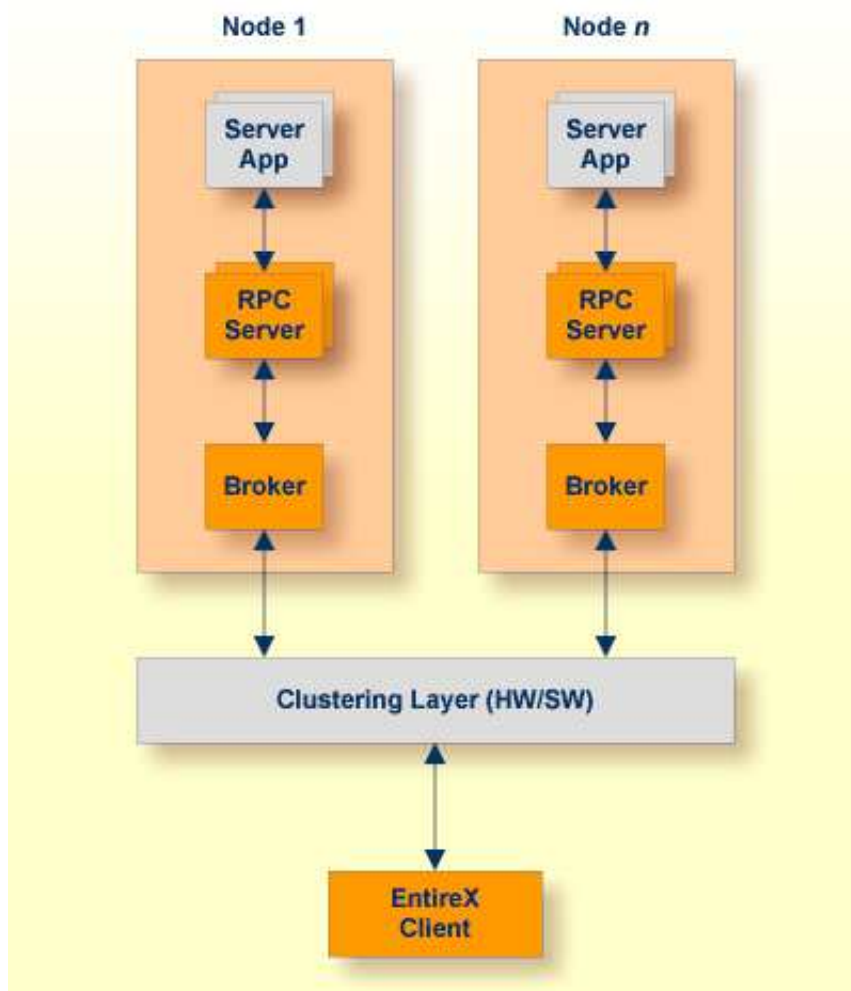 Node 1
Node n
Server
App
Server
App
RPC
Server
RPC
Server
Broker
Broker
Clustering Layer (HW/SW)
EntireX
Client